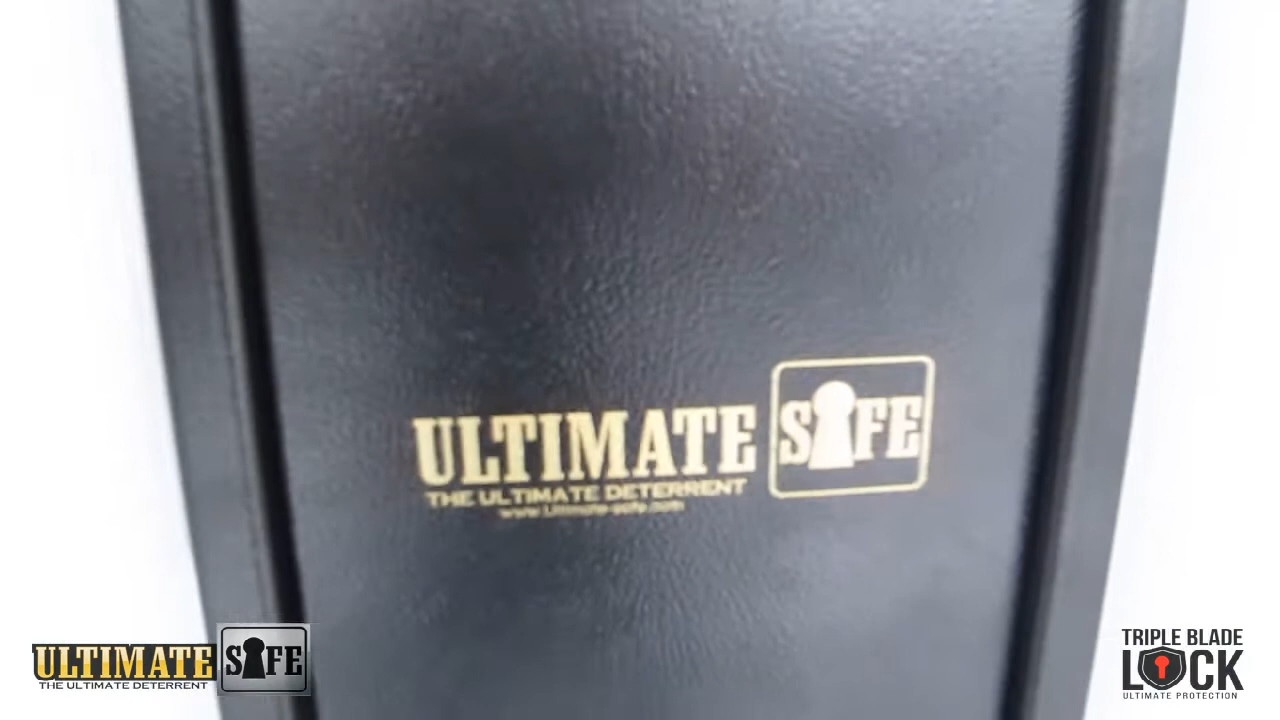 ULTIMATE SAFE
THE ULTIMATE DETERRENT
www.Ultimate-safe.com
ULTIMATE SAFE
THE ULTIMATE DETERRENT
TRIPLE BLADE
LOCK
ULTIMATE PROTECTION